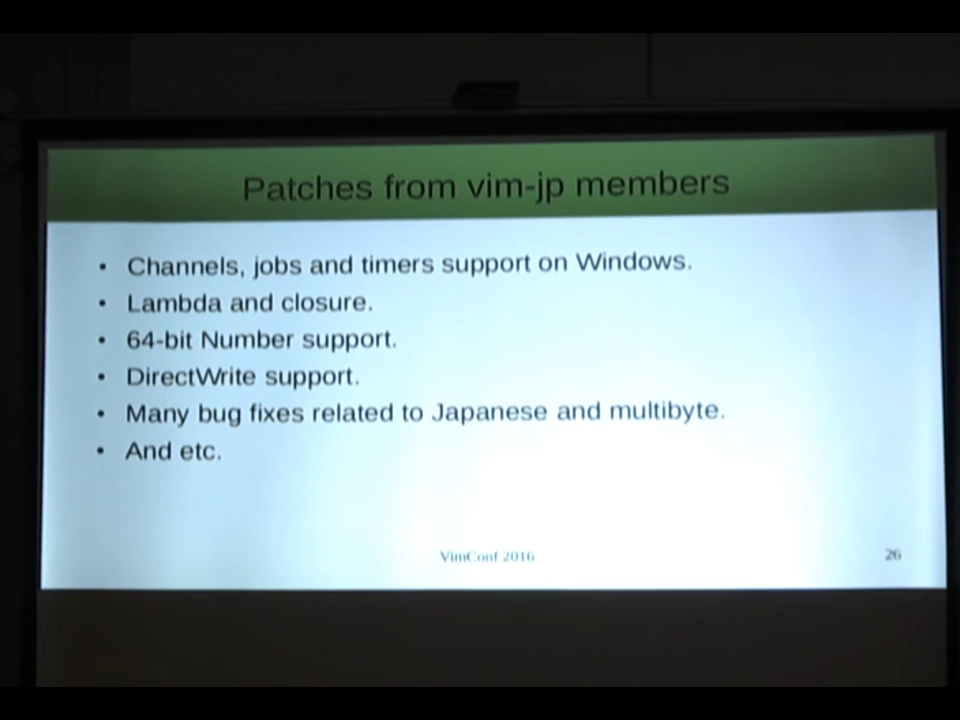 Patches from vim-jp members
• Channels, jobs and timers support on Windows.
• Lambda and closure.
• 64-bit Number support.
• DirectWrite support.
• Many bug fixes related to Japanese and multibyte.
• And etc.
VimConf 2016
26